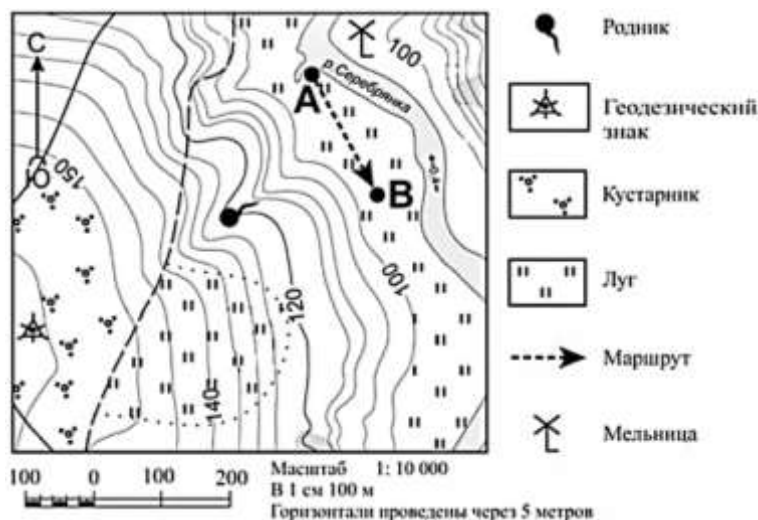 С
Ю
150
А
В
р. Серебрянка
100
100
120
140
100 0 100 200
Масштаб 1: 10 000
В 1 см 100 м
Горизонтали проведены через 5 метров
Родник
Геодезический
знак
Кустарник
Луг
Маршрут
Мельница